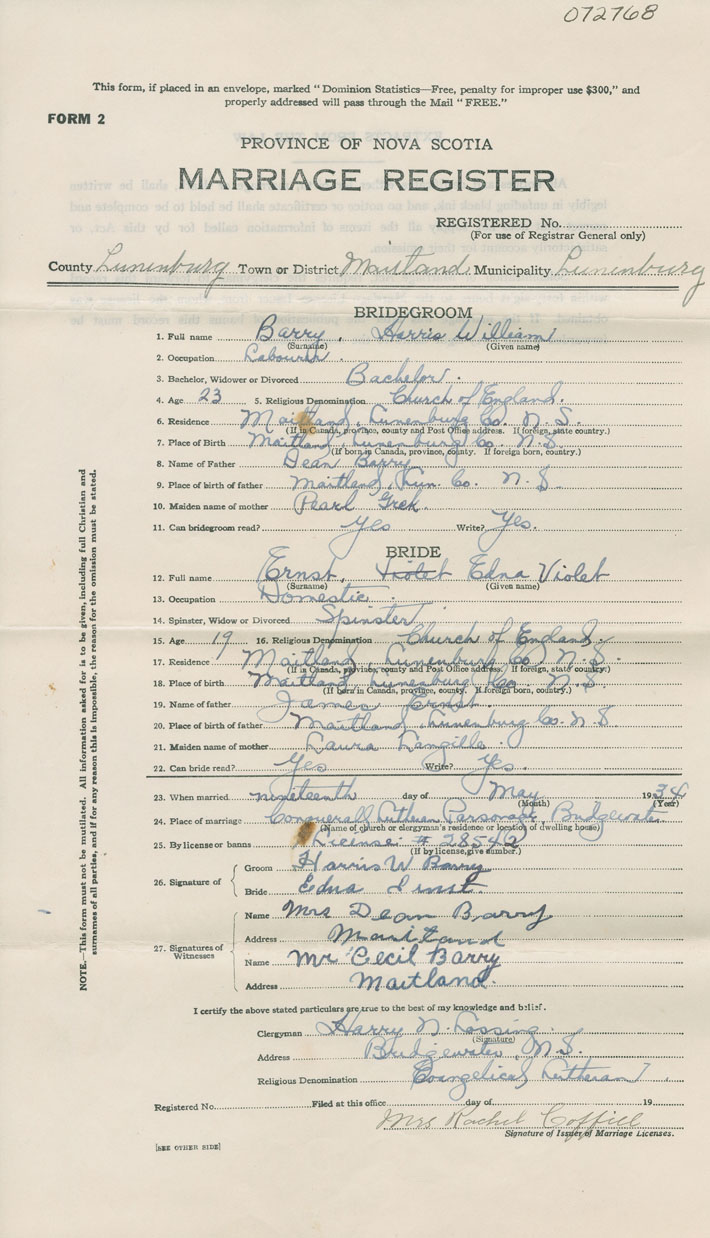 072768
This form, if placed in an envelope, marked "Dominion Statistics—Free, penalty for improper use $300," and
properly addressed will pass through the Mail "FREE."
FORM 2
PROVINCE OF NOVA SCOTIA
MARRIAGE REGISTER
REGISTERED No.
(For use of Registrar General only)
County Lunenburg Town or District Maitland Municipality Lunenburg
BRIDEGROOM
1. Full name Barry, Harris William
(Surname) (Given name)
2. Occupation Labourer
3. Bachelor, Widower or Divorced Bachelor.
4. Age 23 5. Religious Denomination Church of England.
6. Residence Maitland, Lunenburg Co. N.S.
(If in Canada, province, county and Post Office address. If foreign, state country.)
7. Place of Birth Maitland, Lunenburg Co. N.S.
(If born in Canada, province, county. If foreign born, country.)
8. Name of Father Dean Barry
9. Place of birth of father Maitland, Lun. Co. N.S.
10. Maiden name of mother Pearl
11. Can bridegroom read? Yes Write? Yes.
BRIDE
12. Full name Ernst, Violet Edna Violet
(Surname) (Given name)
13. Occupation Domestic.
14. Spinster, Widow or Divorced Spinster
15. Age 19 16. Religious Denomination Church of England.
17. Residence Maitland, Lunenburg Co. N.S.
(If in Canada, province, county and Post Office address. If foreign, state country.)
18. Place of birth Maitland, Lunenburg Co. N.S.
(If born in Canada, province, county. If foreign born, country.)
19. Name of father James Ernst
20. Place of birth of father Maitland, Lunenburg Co. N.S
21. Maiden name of mother Laura Langille.
22. Can bride read? Yes Write? Yes.
23. When married nineteenth day of May 1934
(Month) (Year)
24. Place of marriage Conquerall Lutheran Parsonage, Bridgewater
(Name of church or clergyman's residence or location of dwelling house)
25. By license or banns License # 28542
(If by license, give number.)
26. Signature of
Groom Harris W Barry
Bride Edna Ernst.
27. Signatures of Witnesses
Name Mrs Dean Barry
Address Maitland
Name Mr Cecil Barry
Address Maitland.
I certify the above stated particulars are true to the best of my knowledge and belief.
Clergyman Harry N. Lossing.
(Signature)
Address Bridgewater, N.S.
Religious Denomination Evangelical Lutheran
Registered No. Filed at this office day of 19
Mrs Rachel Coffill
Signature of Issuer of Marriage Licenses.
[SEE OTHER SIDE]
NOTE.—This form must not be mutilated. All information asked for is to be given, including full Christian and
surnames of all parties, and if for any reason this is impossible, the reason for the omission must be stated.